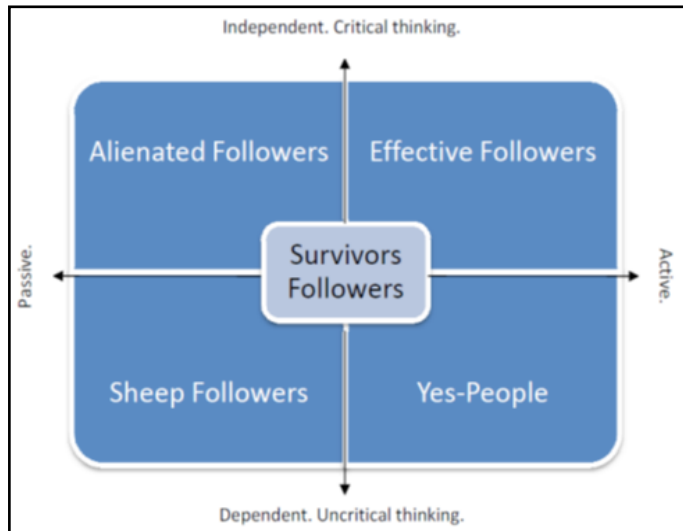 Independent. Critical thinking.
Alienated Followers
Effective Followers
Survivors
Followers
Passive.
Active.
Sheep Followers
Yes-People
Dependent. Uncritical thinking.